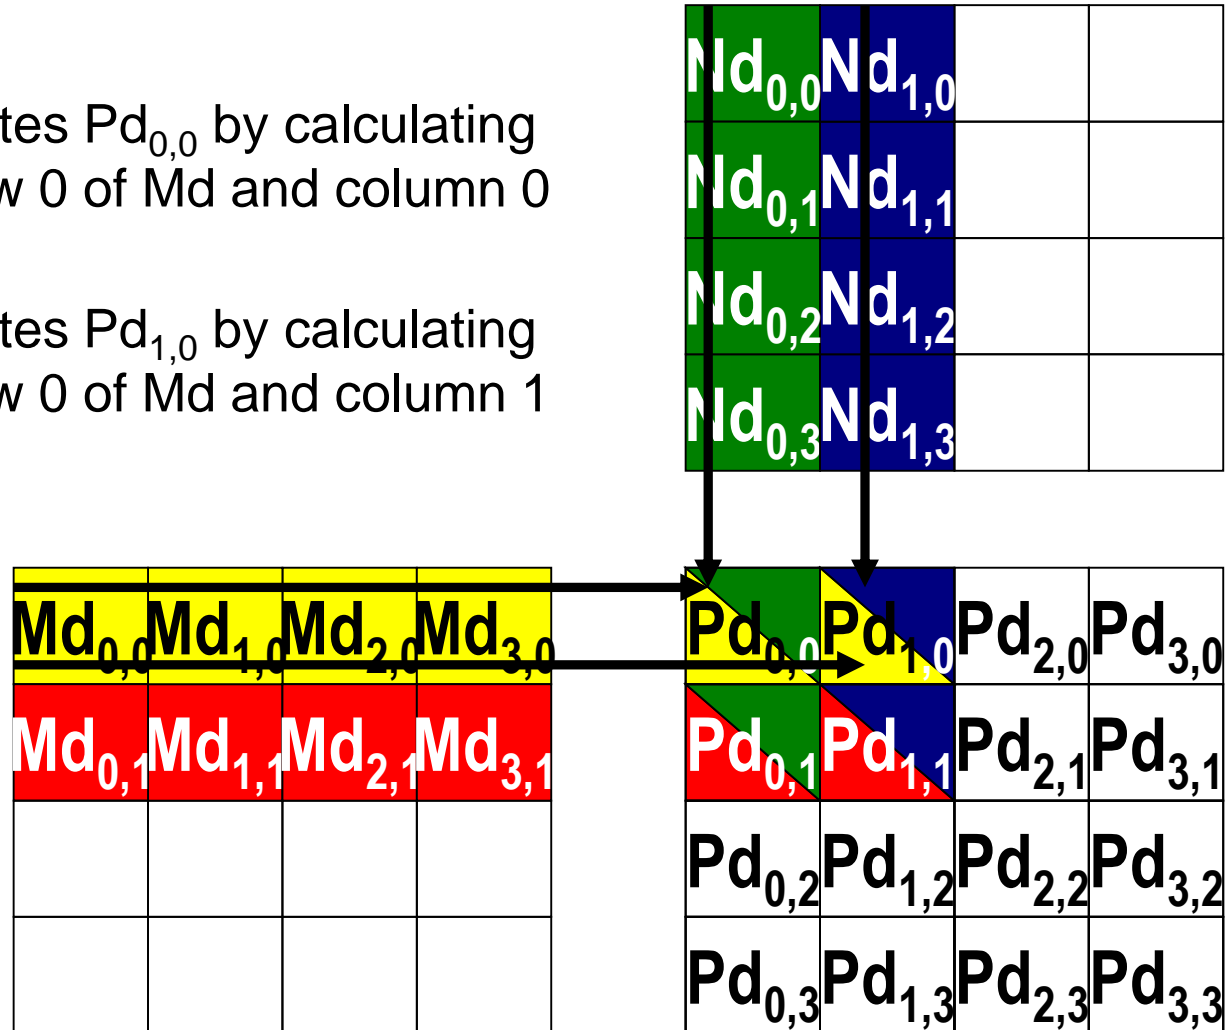 tes Pd0,0 by calculating
w 0 of Md and column 0
tes Pd1,0 by calculating
w 0 of Md and column 1
Nd0,0 Nd1,0
Nd0,1 Nd1,1
Nd0,2 Nd1,2
Nd0,3 Nd1,3
Md0,0 Md1,0 Md2,0 Md3,0 Pd0,0 Pd1,0 Pd2,0 Pd3,0
Md0,1 Md1,1 Md2,1 Md3,1 Pd0,1 Pd1,1 Pd2,1 Pd3,1
Pd0,2 Pd1,2 Pd2,2 Pd3,2
Pd0,3 Pd1,3 Pd2,3 Pd3,3